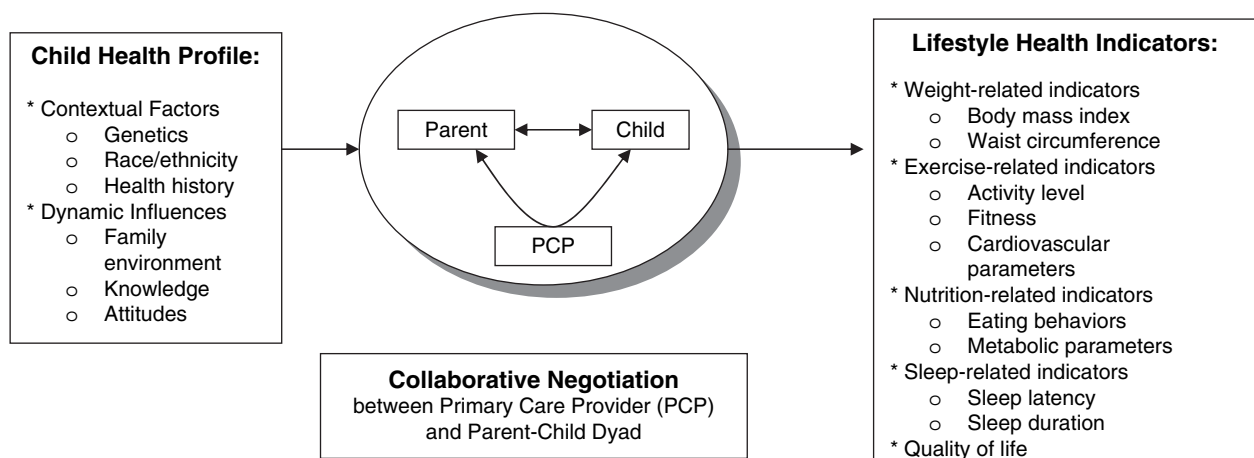 Child Health Profile:
* Contextual Factors
o Genetics
o Race/ethnicity
o Health history
* Dynamic Influences
o Family
environment
o Knowledge
o Attitudes
Parent
Child
PCP
Collaborative Negotiation
between Primary Care Provider (PCP)
and Parent-Child Dyad
Lifestyle Health Indicators:
* Weight-related indicators
o Body mass index
o Waist circumference
* Exercise-related indicators
o Activity level
o Fitness
o Cardiovascular
parameters
* Nutrition-related indicators
o Eating behaviors
o Metabolic parameters
* Sleep-related indicators
o Sleep latency
o Sleep duration
* Quality of life